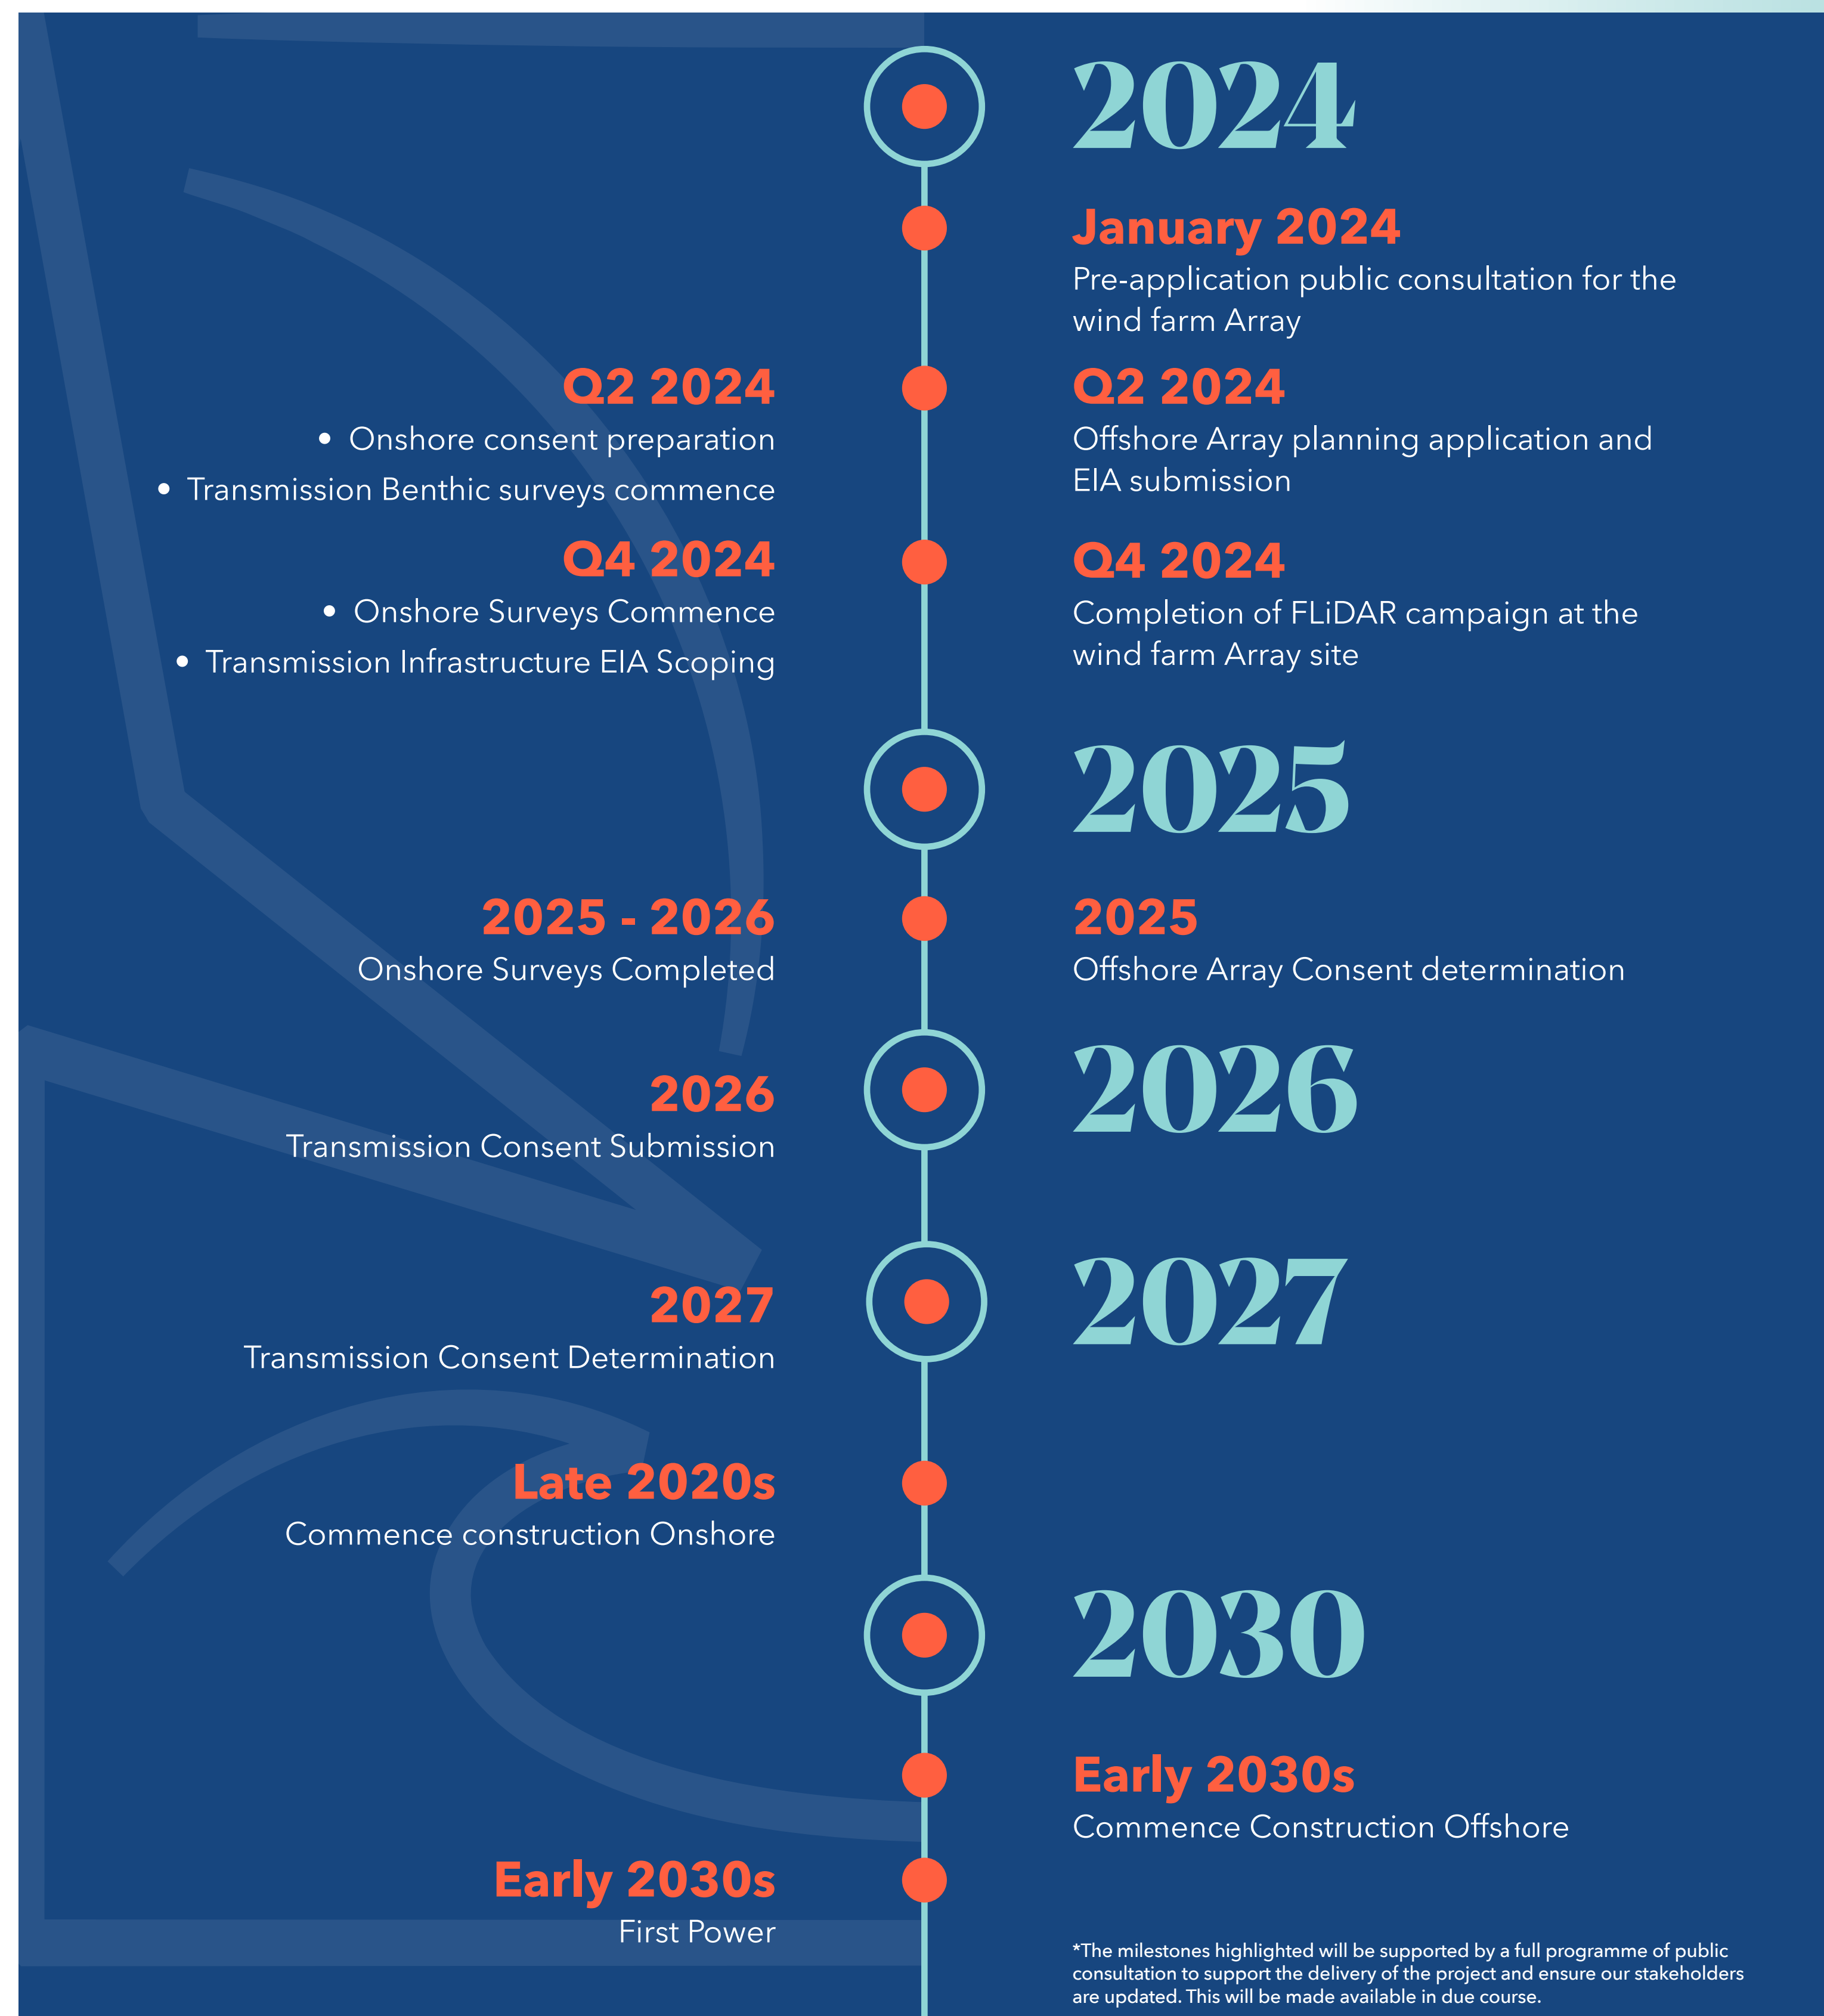 2024
January 2024
Pre-application public consultation for the
wind farm Array
Q2 2024
• Onshore consent preparation
• Transmission Benthic surveys commence
Q2 2024
Offshore Array planning application and
EIA submission
Q4 2024
• Onshore Surveys Commence
• Transmission Infrastructure EIA Scoping
Q4 2024
Completion of FLiDAR campaign at the
wind farm Array site
2025
2025 - 2026
Onshore Surveys Completed
2025
Offshore Array Consent determination
2026
2026
Transmission Consent Submission
2027
2027
Transmission Consent Determination
Late 2020s
Commence construction Onshore
2030
Early 2030s
Commence Construction Offshore
Early 2030s
First Power
*The milestones highlighted will be supported by a full programme of public
consultation to support the delivery of the project and ensure our stakeholders
are updated. This will be made available in due course.